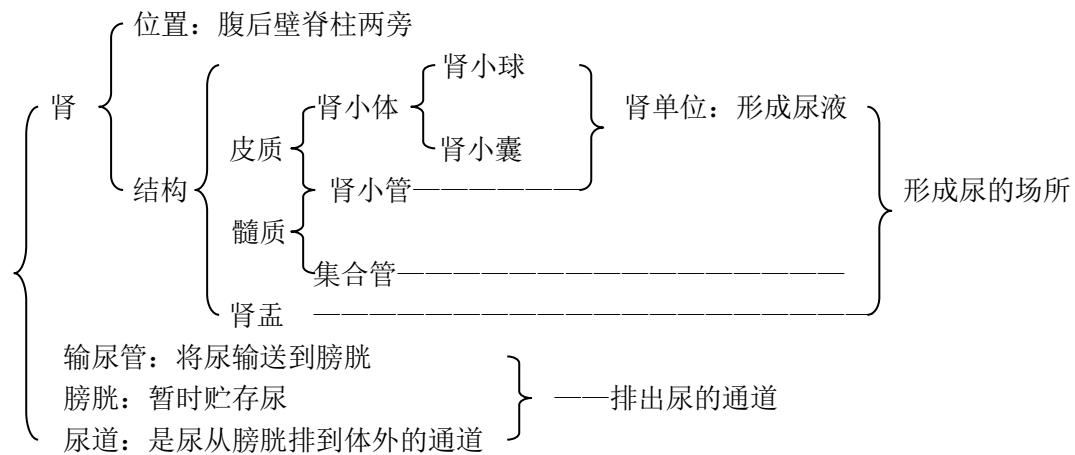 位置：腹后壁脊柱两旁
肾小球
肾 肾小体 肾单位：形成尿液
皮质 肾小囊
结构 肾小管—————— 形成尿的场所
髓质
集合管————————————————
肾盂 ————————————————————
输尿管：将尿输送到膀胱
膀胱：暂时贮存尿 ——排出尿的通道
尿道：是尿从膀胱排到体外的通道